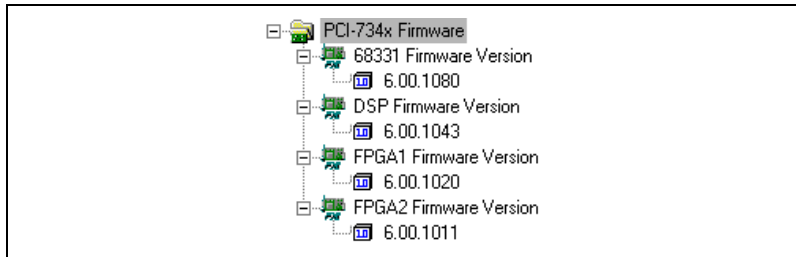 PCI-734x Firmware
68331 Firmware Version
6.00.1080
DSP Firmware Version
6.00.1043
FPGA1 Firmware Version
6.00.1020
FPGA2 Firmware Version
6.00.1011